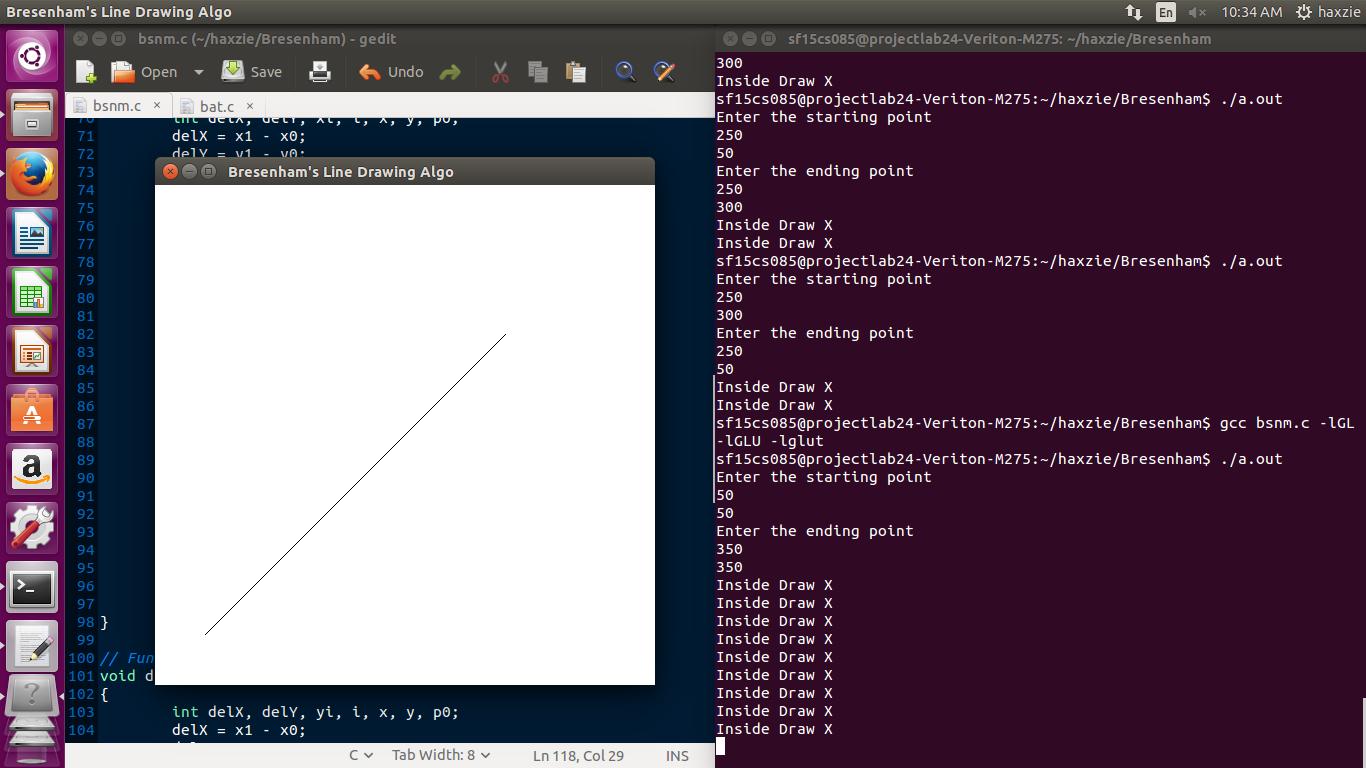 Bresenham's Line Drawing Algo
En 10:34 AM haxzie
bsnm.c (~/haxzie/Bresenham) - gedit
Open Save Undo
bsnm.c × bat.c ×
70 int delX, delY, xi, i, x, y, p0;
71 delX = x1 - x0;
72 delY = y1 - y0;
73
74
75
76
77
78
79
80
81
82
83
84
85
86
87
88
89
90
91
92
93
94
95
96
97
98 }
99
100 // Fun
101 void d
102 {
103 int delX, delY, yi, i, x, y, p0;
104 delX = x1 - x0;
C Tab Width: 8 Ln 118, Col 29 INS
Bresenham's Line Drawing Algo
sf15cs085@projectlab24-Veriton-M275: ~/haxzie/Bresenham
300
Inside Draw X
sf15cs085@projectlab24-Veriton-M275:~/haxzie/Bresenham$ ./a.out
Enter the starting point
250
50
Enter the ending point
250
300
Inside Draw X
Inside Draw X
sf15cs085@projectlab24-Veriton-M275:~/haxzie/Bresenham$ ./a.out
Enter the starting point
250
300
Enter the ending point
250
50
Inside Draw X
Inside Draw X
sf15cs085@projectlab24-Veriton-M275:~/haxzie/Bresenham$ gcc bsnm.c -lGL
-lGLU -lglut
sf15cs085@projectlab24-Veriton-M275:~/haxzie/Bresenham$ ./a.out
Enter the starting point
50
50
Enter the ending point
350
350
Inside Draw X
Inside Draw X
Inside Draw X
Inside Draw X
Inside Draw X
Inside Draw X
Inside Draw X
Inside Draw X
Inside Draw X